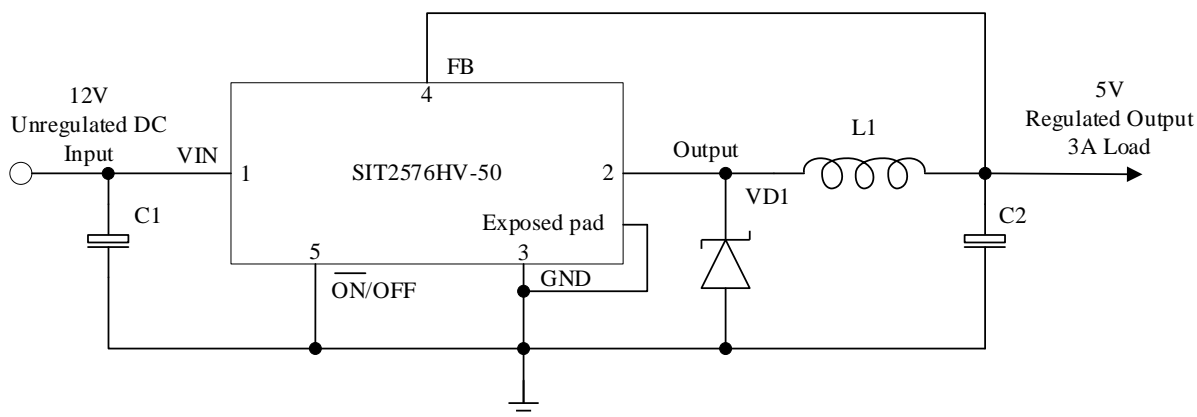 FB
4
12V
Unregulated DC
Input
VIN
1
SIT2576HV-50
2
Output
L1
5V
Regulated Output
3A Load
C1
Exposed pad
VD1
C2
5
3
ON/OFF
GND